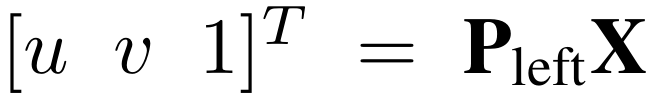 [u v 1]^T = P_left X